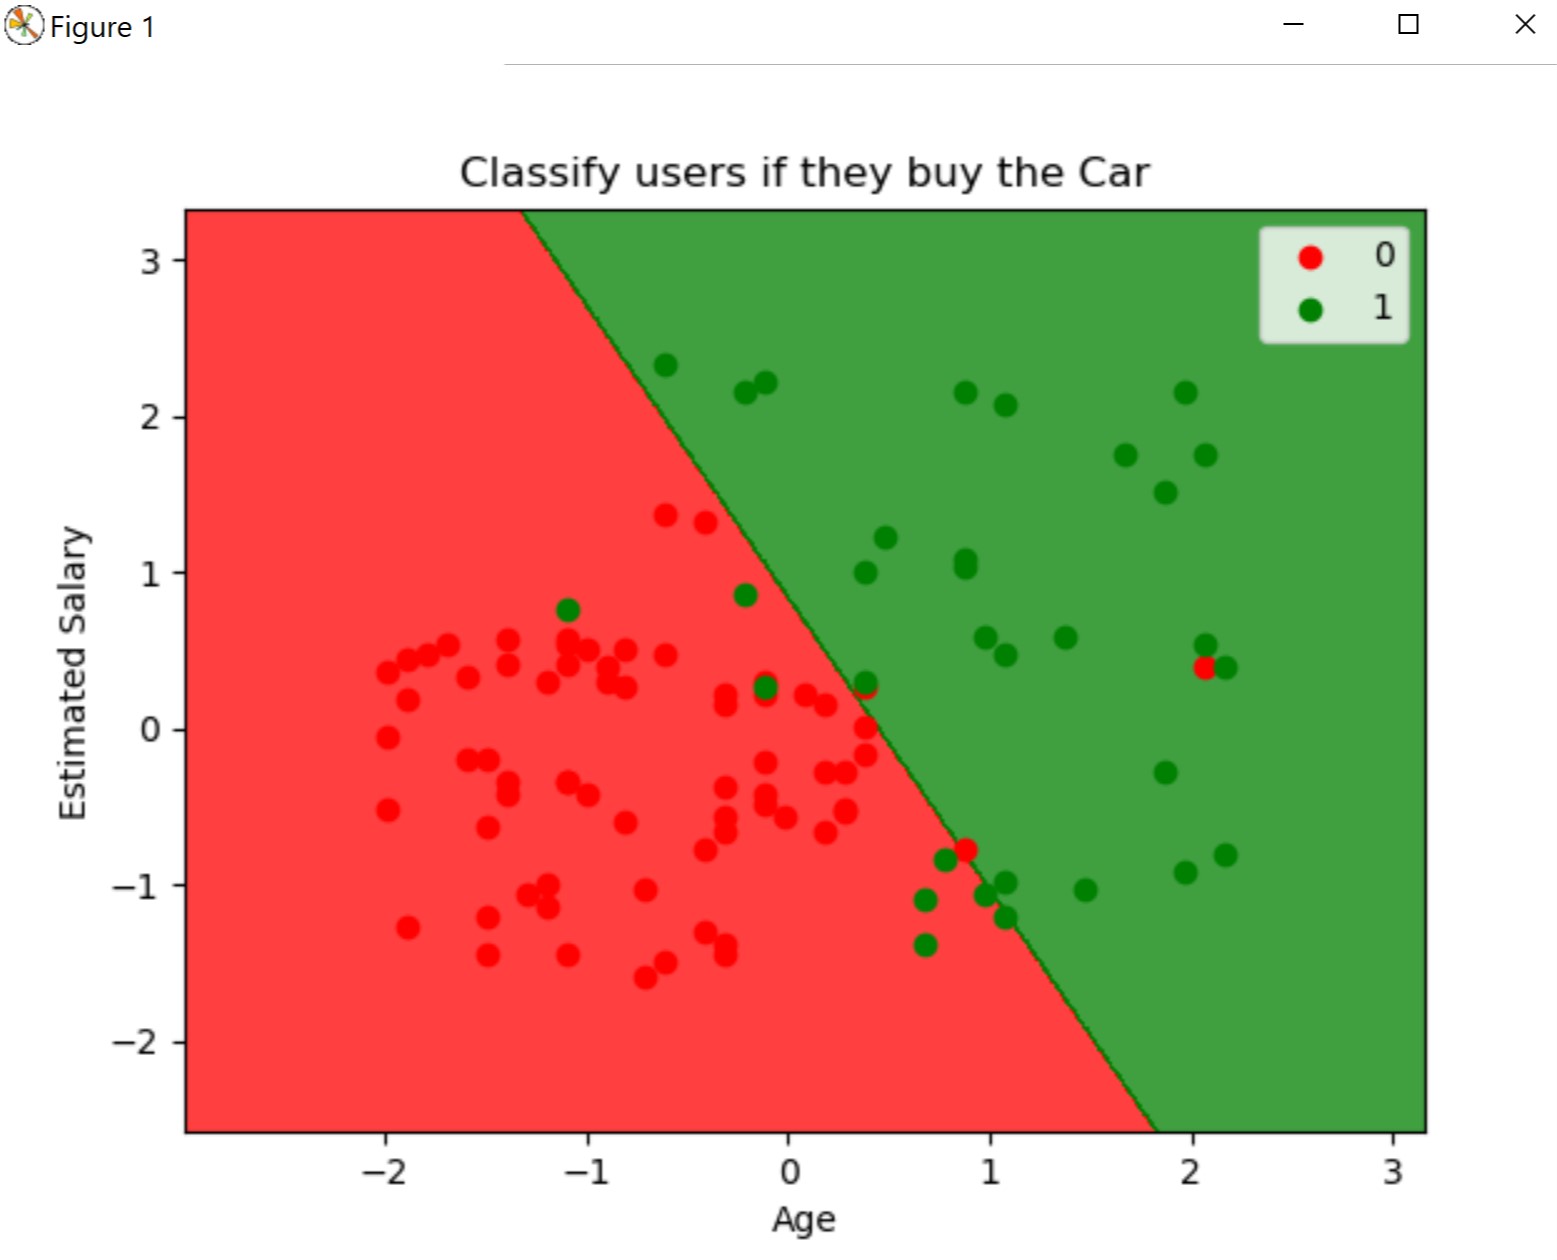 Figure 1
Classify users if they buy the Car
0
1
3
2
1
0
−1
−2
Estimated Salary
−2 −1 0 1 2 3
Age